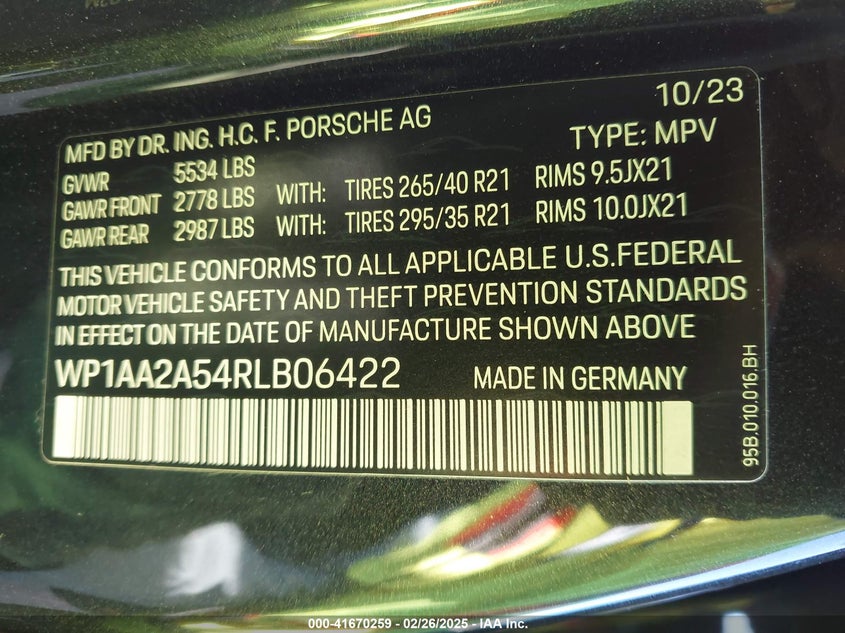 10/23
MFD BY DR. ING. H.C. F. PORSCHE AG
TYPE: MPV
GVWR 5534 LBS
GAWR FRONT 2778 LBS WITH: TIRES 265/40 R21 RIMS 9.5JX21
GAWR REAR 2987 LBS WITH: TIRES 295/35 R21 RIMS 10.0JX21
THIS VEHICLE CONFORMS TO ALL APPLICABLE U.S.FEDERAL
MOTOR VEHICLE SAFETY AND THEFT PREVENTION STANDARDS
IN EFFECT ON THE DATE OF MANUFACTURE SHOWN ABOVE
WP1AA2A54RLB06422 MADE IN GERMANY
95B.010.016.BH
000-41670259 - 02/26/2025 - IAA Inc.